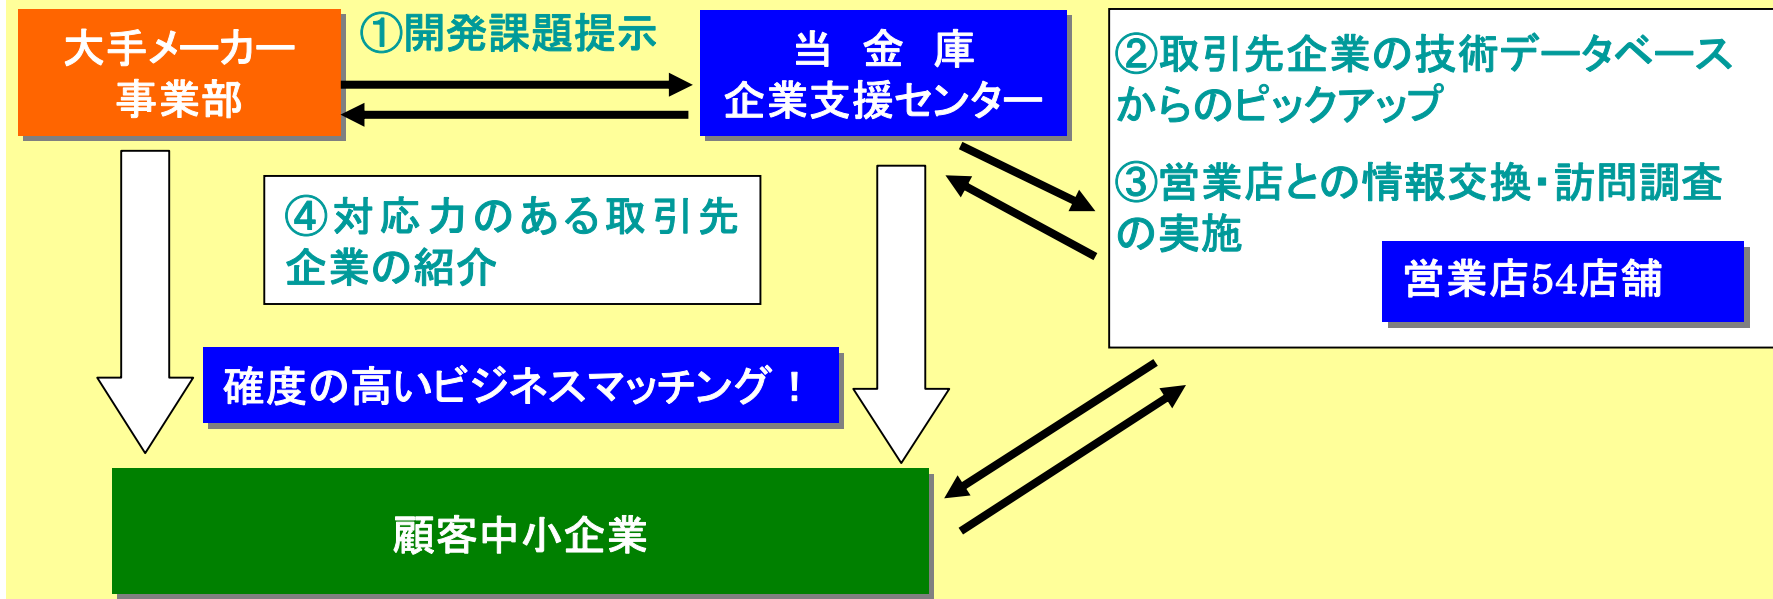 大手メーカー
事業部
①開発課題提示
当 金 庫
企業支援センター
②取引先企業の技術データベース
からのピックアップ
③営業店との情報交換・訪問調査
の実施
営業店54店舗
④対応力のある取引先
企業の紹介
確度の高いビジネスマッチング！
顧客中小企業